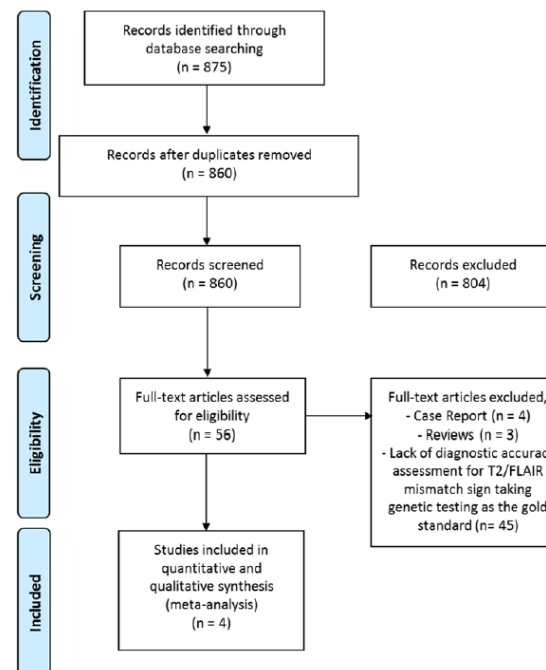 Identification
Records identified through
database searching
(n = 875)
Records after duplicates removed
(n = 860)
Screening
Records screened
(n = 860)
Records excluded
(n = 804)
Eligibility
Full-text articles assessed
for eligibility
(n = 56)
Full-text articles excluded,
- Case Report (n = 4)
- Reviews (n = 3)
- Lack of diagnostic accurac
assessment for T2/FLAIR
mismatch sign taking
genetic testing as the gold
standard (n= 45)
Included
Studies included in
quantitative and
qualitative synthesis
(meta-analysis)
(n = 4)